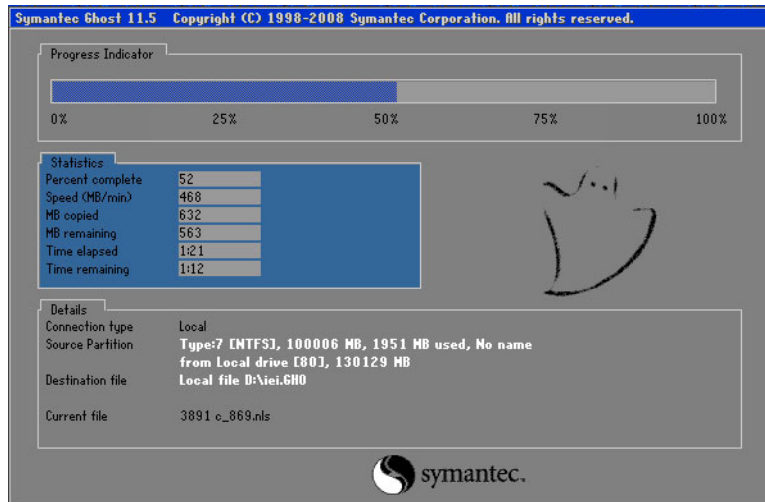 Symantec Ghost 11.5 Copyright (C) 1998-2008 Symantec Corporation. All rights reserved.
Progress Indicator
0% 25% 50% 75% 100%
Statistics
Percent complete 52
Speed (MB/min) 468
MB copied 632
MB remaining 563
Time elapsed 1:21
Time remaining 1:12
Details
Connection type Local
Source Partition Type:7 [NTFS], 100006 MB, 1951 MB used, No name
from Local drive [80], 130129 MB
Destination file Local file D:\iei.GHO
Current file 3891 c_869.nls
symantec.